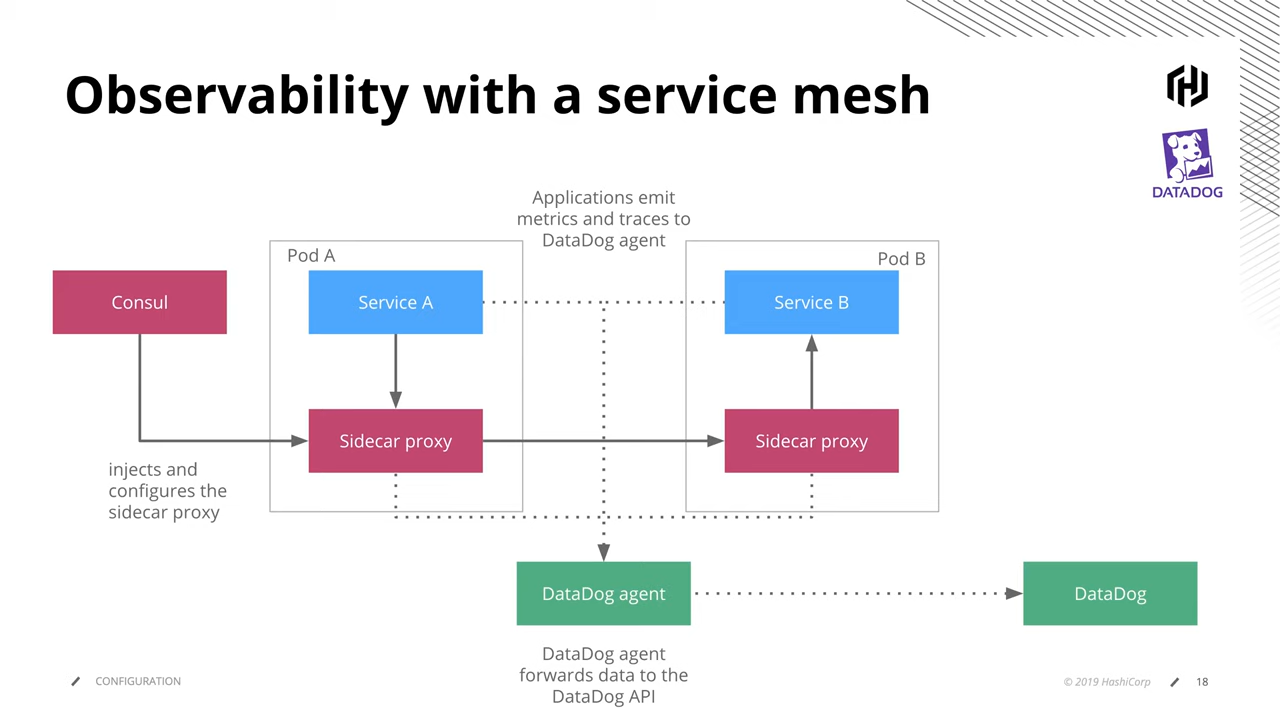 Observability with a service mesh
DATADOG
Applications emit
metrics and traces to
DataDog agent
Pod A
Pod B
Consul
Service A
Service B
Sidecar proxy
Sidecar proxy
injects and
configures the
sidecar proxy
DataDog agent
DataDog
DataDog agent
forwards data to the
DataDog API
CONFIGURATION
© 2019 HashiCorp
18